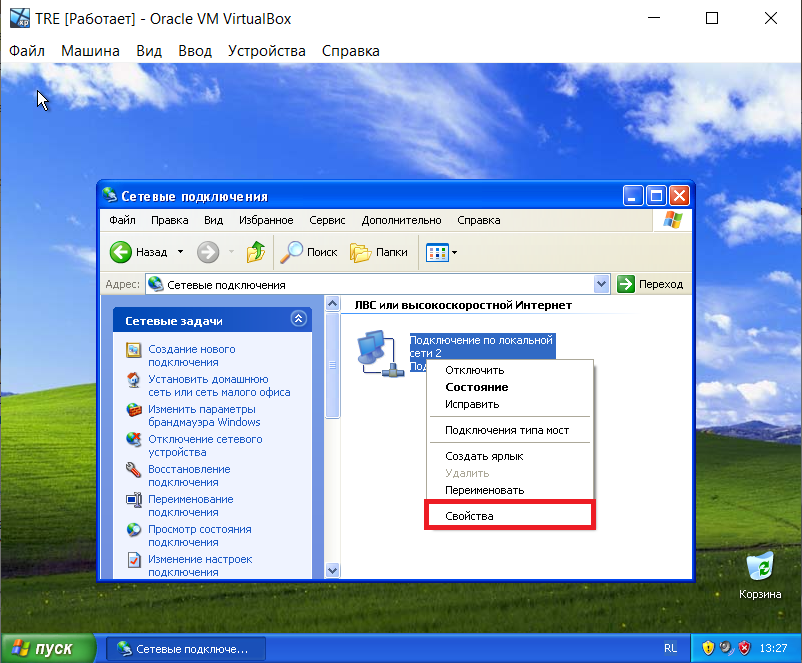 TRE [Работает] - Oracle VM VirtualBox
Файл Машина Вид Ввод Устройства Справка
Сетевые подключения
Файл Правка Вид Избранное Сервис Дополнительно Справка
Назад Поиск Папки
Адрес: Сетевые подключения Переход
Сетевые задачи
Создание нового
подключения
Установить домашнюю
сеть или сеть малого офиса
Изменить параметры
брандмауэра Windows
Отключение сетевого
устройства
Восстановление
подключения
Переименование
подключения
Просмотр состояния
подключения
Изменение настроек
подключения
ЛВС или высокоскоростной Интернет
Подключение по локальной
сети 2
Отключить
Состояние
Исправить
Подключения типа мост
Создать ярлык
Удалить
Переименовать
Свойства
Корзина
пуск
Сетевые подключе...
RL
13:27